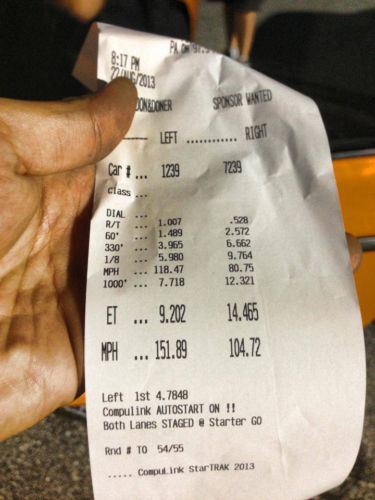 8:17 PM
22/AUG/2013
SPONSOR WANTED
LEFT ............ RIGHT
Car # ... 1239 7239
class ...
DIAL ...
R/T ... 1.007 .528
60' ... 1.489 2.572
330' ... 3.965 6.662
1/8 ... 5.980 9.764
MPH ... 118.47 80.75
1000' ... 7.718 12.321
ET ... 9.202 14.465
MPH ... 151.89 104.72
Left 1st 4.7848
Compulink AUTOSTART ON !!
Both Lanes STAGED @ Starter GO
Rnd # TO 54/55
..... CompuLink StarTRAK 2013